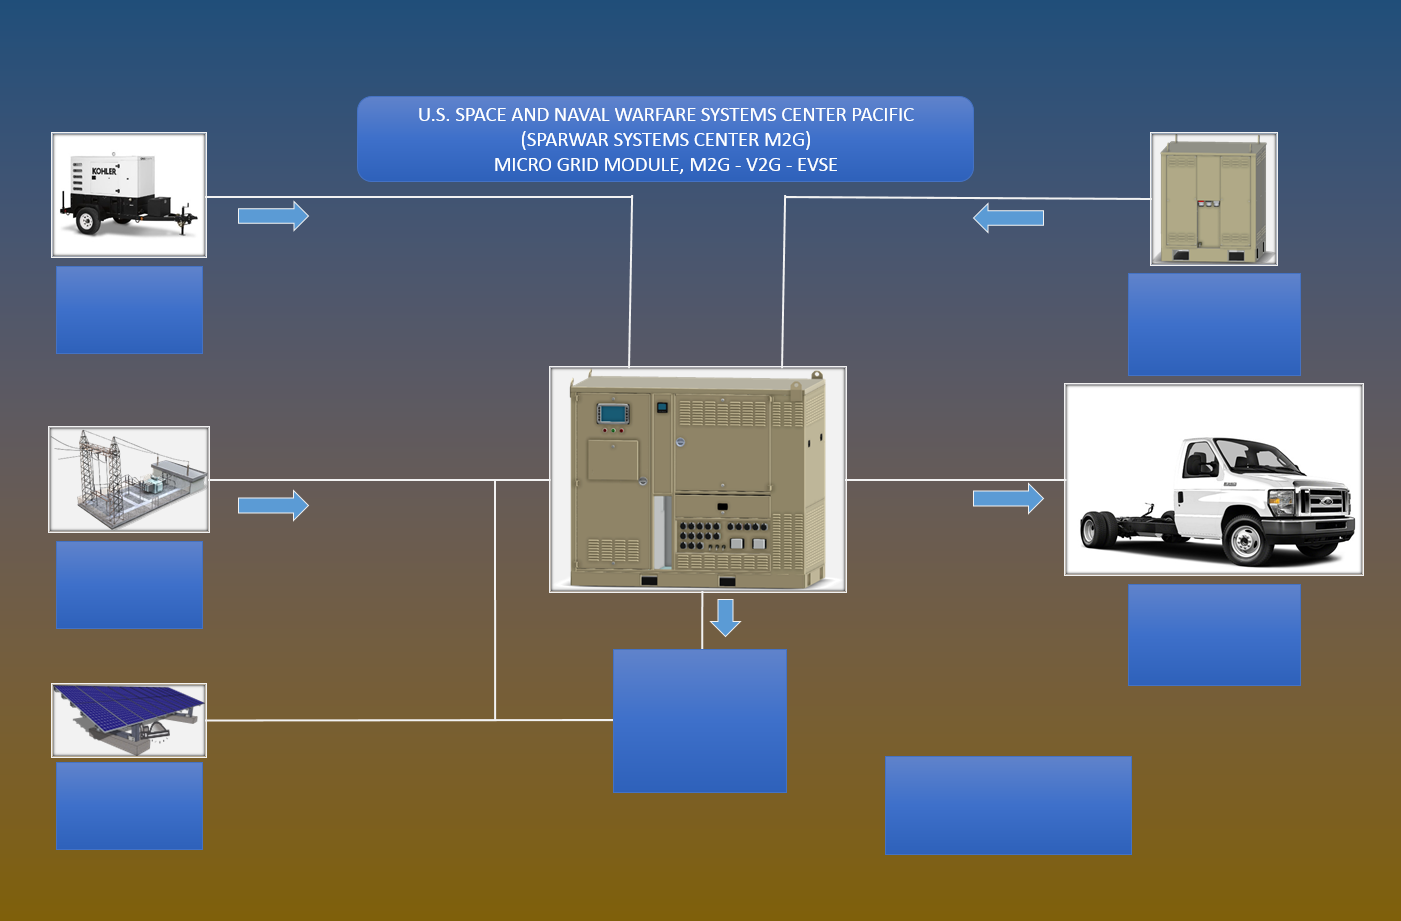 U.S. SPACE AND NAVAL WARFARE SYSTEMS CENTER PACIFIC
(SPARWAR SYSTEMS CENTER M2G)
MICRO GRID MODULE, M2G - V2G - EVSE
KOHLER